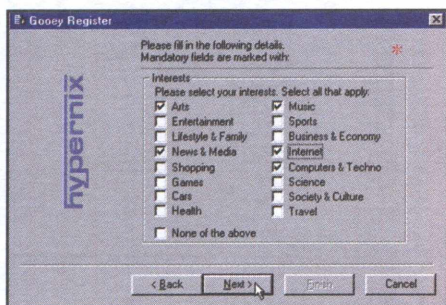 Gooey Register
Please fill in the following details.
Mandatory fields are marked with: *
hypernix
Interests
Please select your interests. Select all that apply:
Arts
Entertainment
Lifestyle & Family
News & Media
Shopping
Games
Cars
Health
None of the above
Music
Sports
Business & Economy
Internet
Computers & Techno
Science
Society & Culture
Travel
< Back
Next >
Finish
Cancel